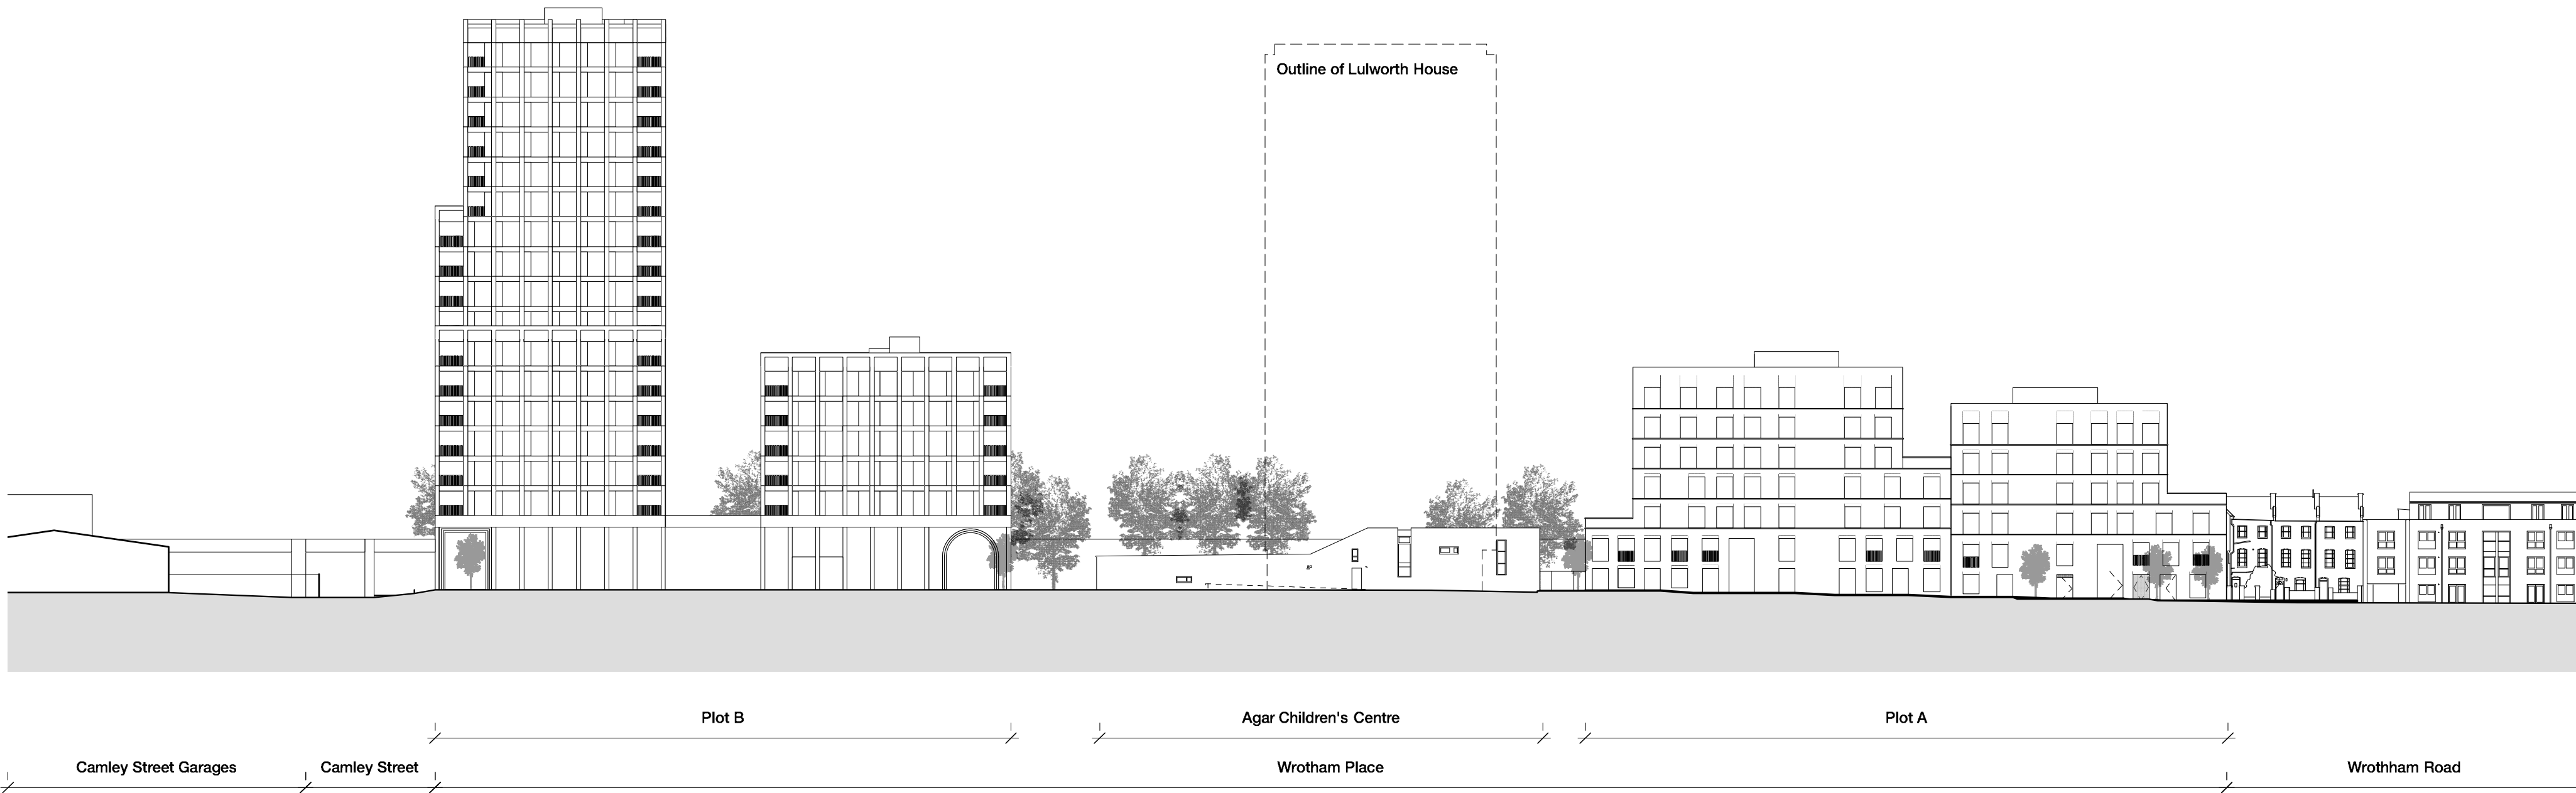 Outline of Lulworth House
Plot B
Agar Children's Centre
Plot A
Camley Street Garages
Camley Street
Wrotham Place
Wrothham Road